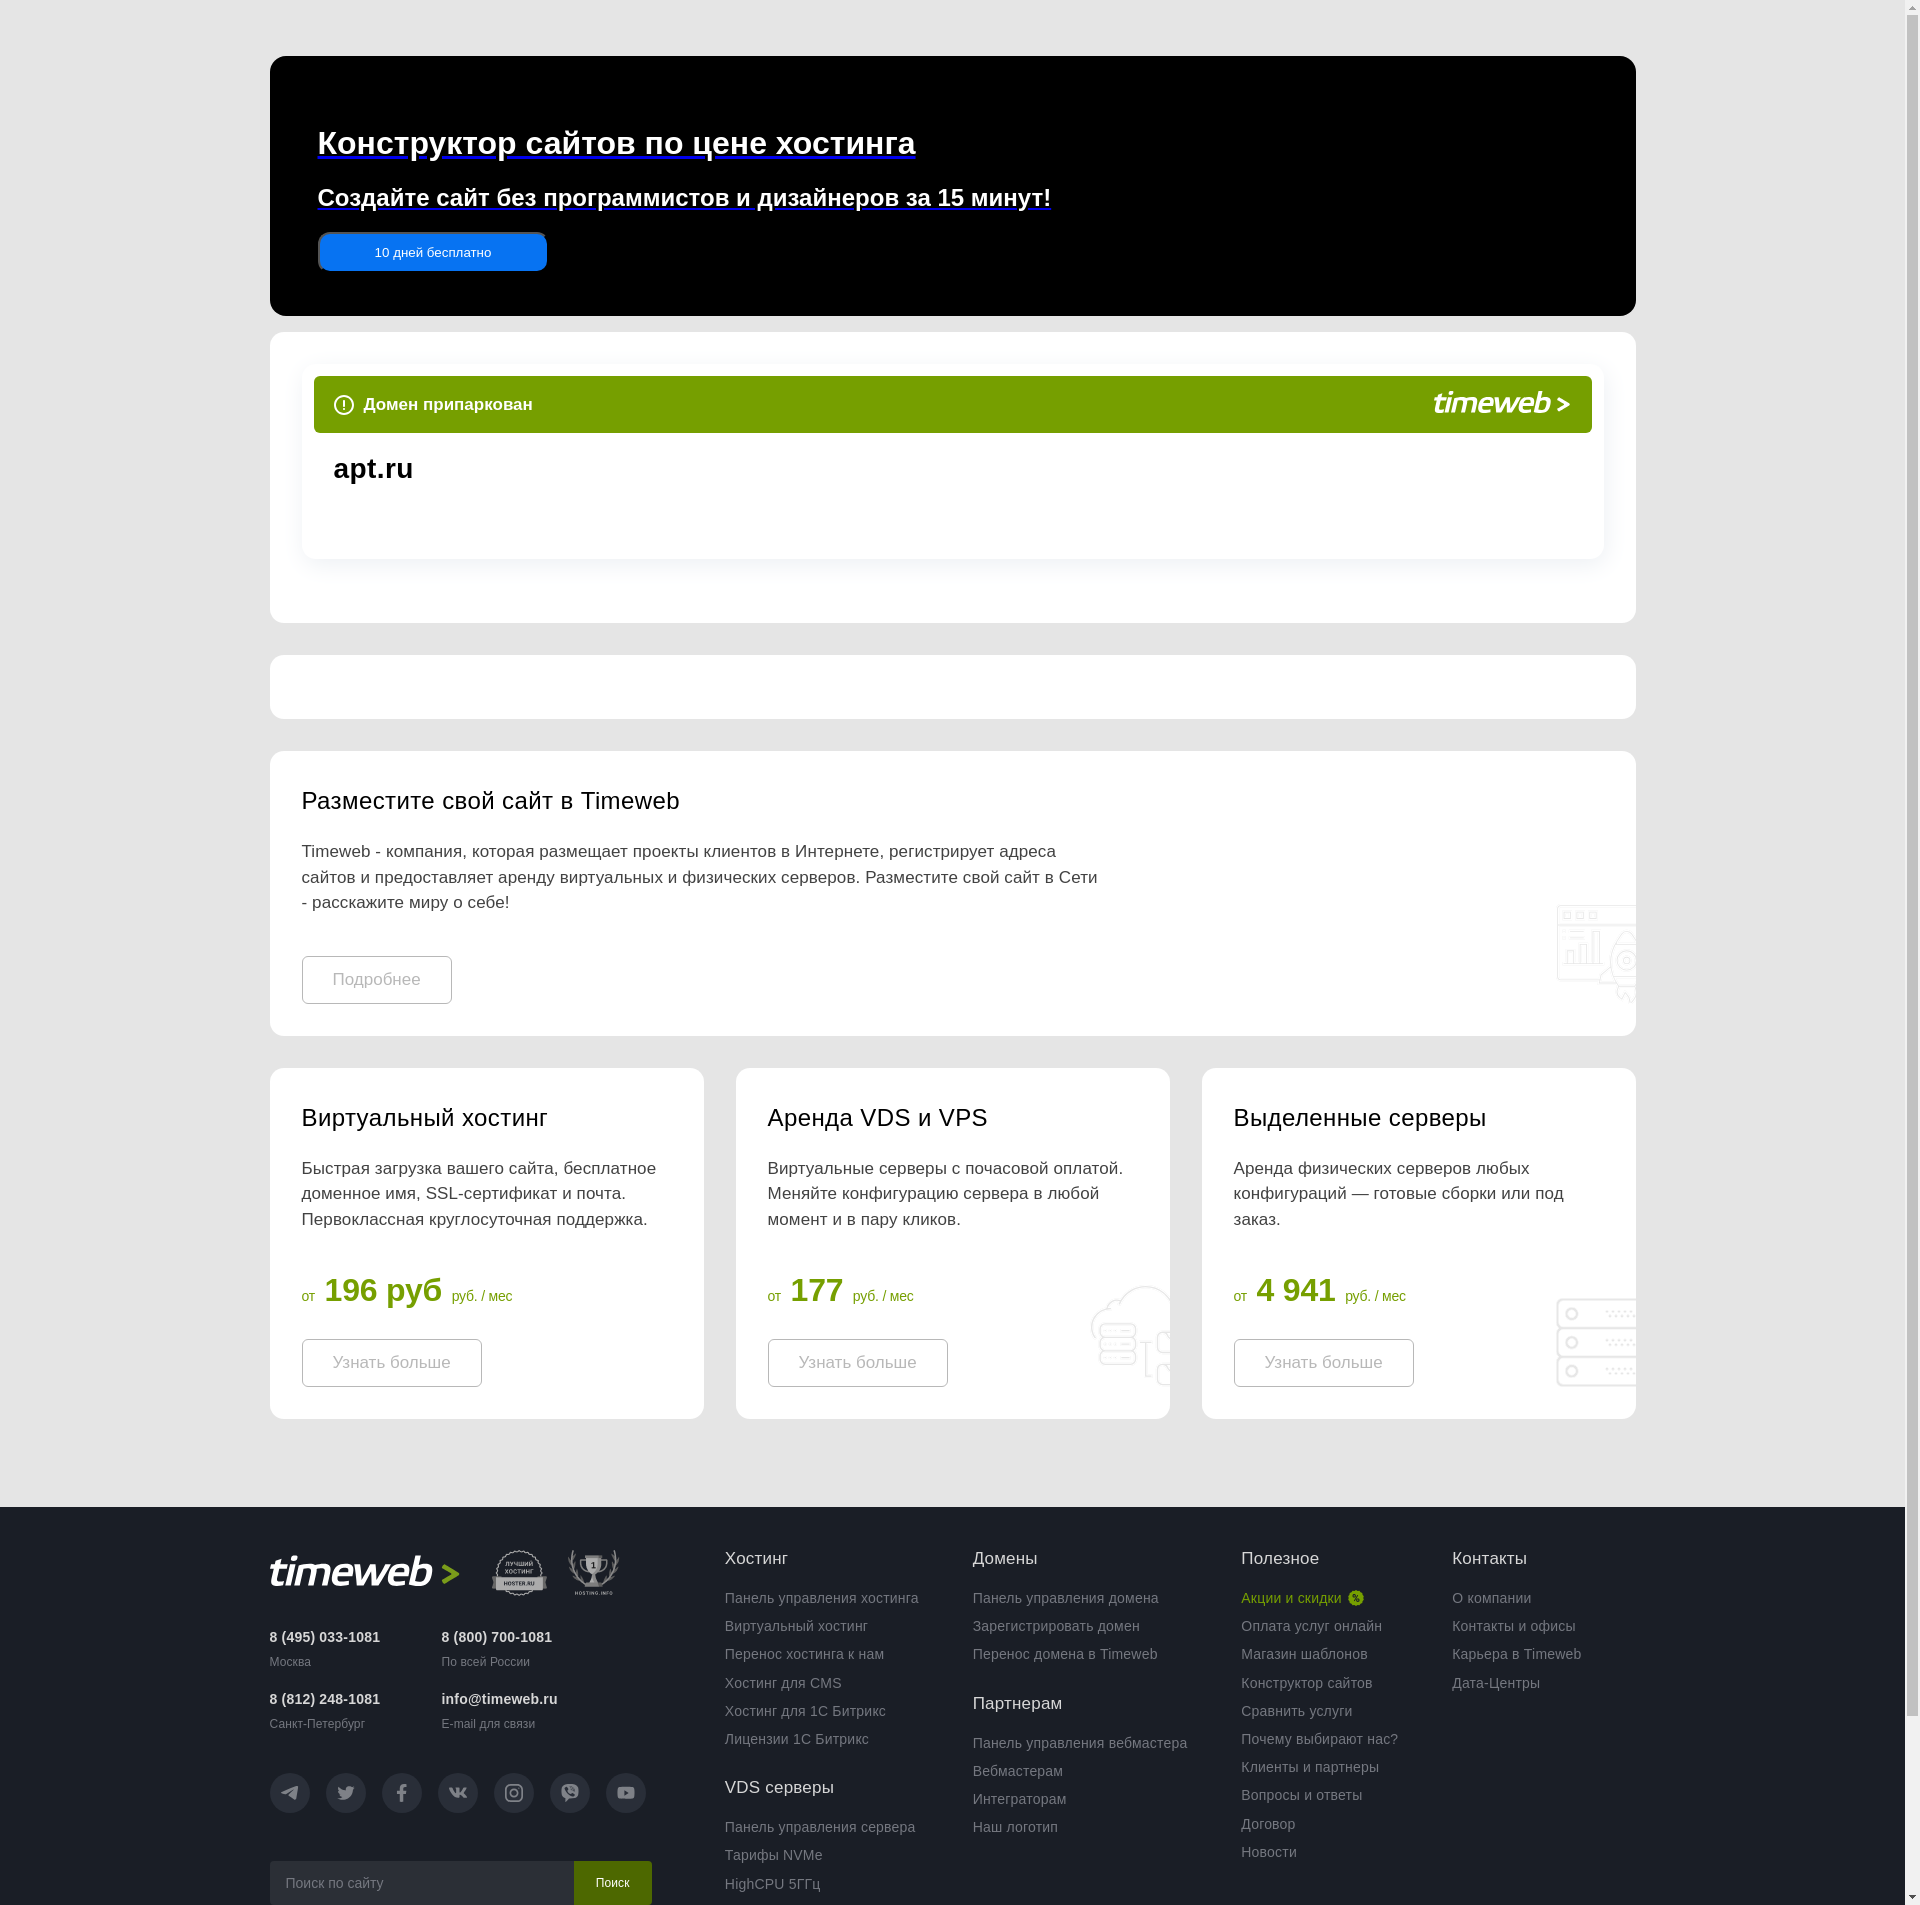 Конструктор сайтов по цене хостинга
Создайте сайт без программистов и дизайнеров за 15 минут!
10 дней бесплатно
Домен припаркован
timeweb >
apt.ru
Разместите свой сайт в Timeweb
Timeweb - компания, которая размещает проекты клиентов в Интернете, регистрирует адреса
сайтов и предоставляет аренду виртуальных и физических серверов. Разместите свой сайт в Сети
- расскажите миру о себе!
Подробнее
Виртуальный хостинг
Быстрая загрузка вашего сайта, бесплатное
доменное имя, SSL-сертификат и почта.
Первоклассная круглосуточная поддержка.
от 196 руб руб. / мес
Узнать больше
Аренда VDS и VPS
Виртуальные серверы с почасовой оплатой.
Меняйте конфигурацию сервера в любой
момент и в пару кликов.
от 177 руб. / мес
Узнать больше
Выделенные серверы
Аренда физических серверов любых
конфигураций — готовые сборки или под
заказ.
от 4 941 руб. / мес
Узнать больше
timeweb >
ЛУЧШИЙ
ХОСТИНГ
HOSTER.RU
1
HOSTING.INFO
8 (495) 033-1081
Москва
8 (800) 700-1081
По всей России
8 (812) 248-1081
Санкт-Петербург
info@timeweb.ru
E-mail для связи
Поиск по сайту
Поиск
Хостинг
Панель управления хостинга
Виртуальный хостинг
Перенос хостинга к нам
Хостинг для CMS
Хостинг для 1С Битрикс
Лицензии 1С Битрикс
VDS серверы
Панель управления сервера
Тарифы NVMe
HighCPU 5ГГц
Домены
Панель управления домена
Зарегистрировать домен
Перенос домена в Timeweb
Партнерам
Панель управления вебмастера
Вебмастерам
Интеграторам
Наш логотип
Полезное
Акции и скидки %
Оплата услуг онлайн
Магазин шаблонов
Конструктор сайтов
Сравнить услуги
Почему выбирают нас?
Клиенты и партнеры
Вопросы и ответы
Договор
Новости
Контакты
О компании
Контакты и офисы
Карьера в Timeweb
Дата-Центры